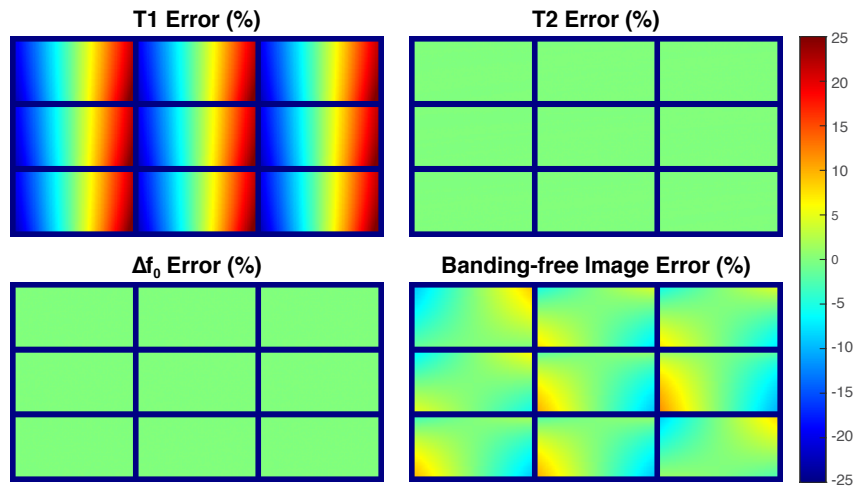 T1 Error (%)
T2 Error (%)
Δf₀ Error (%)
Banding-free Image Error (%)
25
20
15
10
5
0
-5
-10
-15
-20
-25